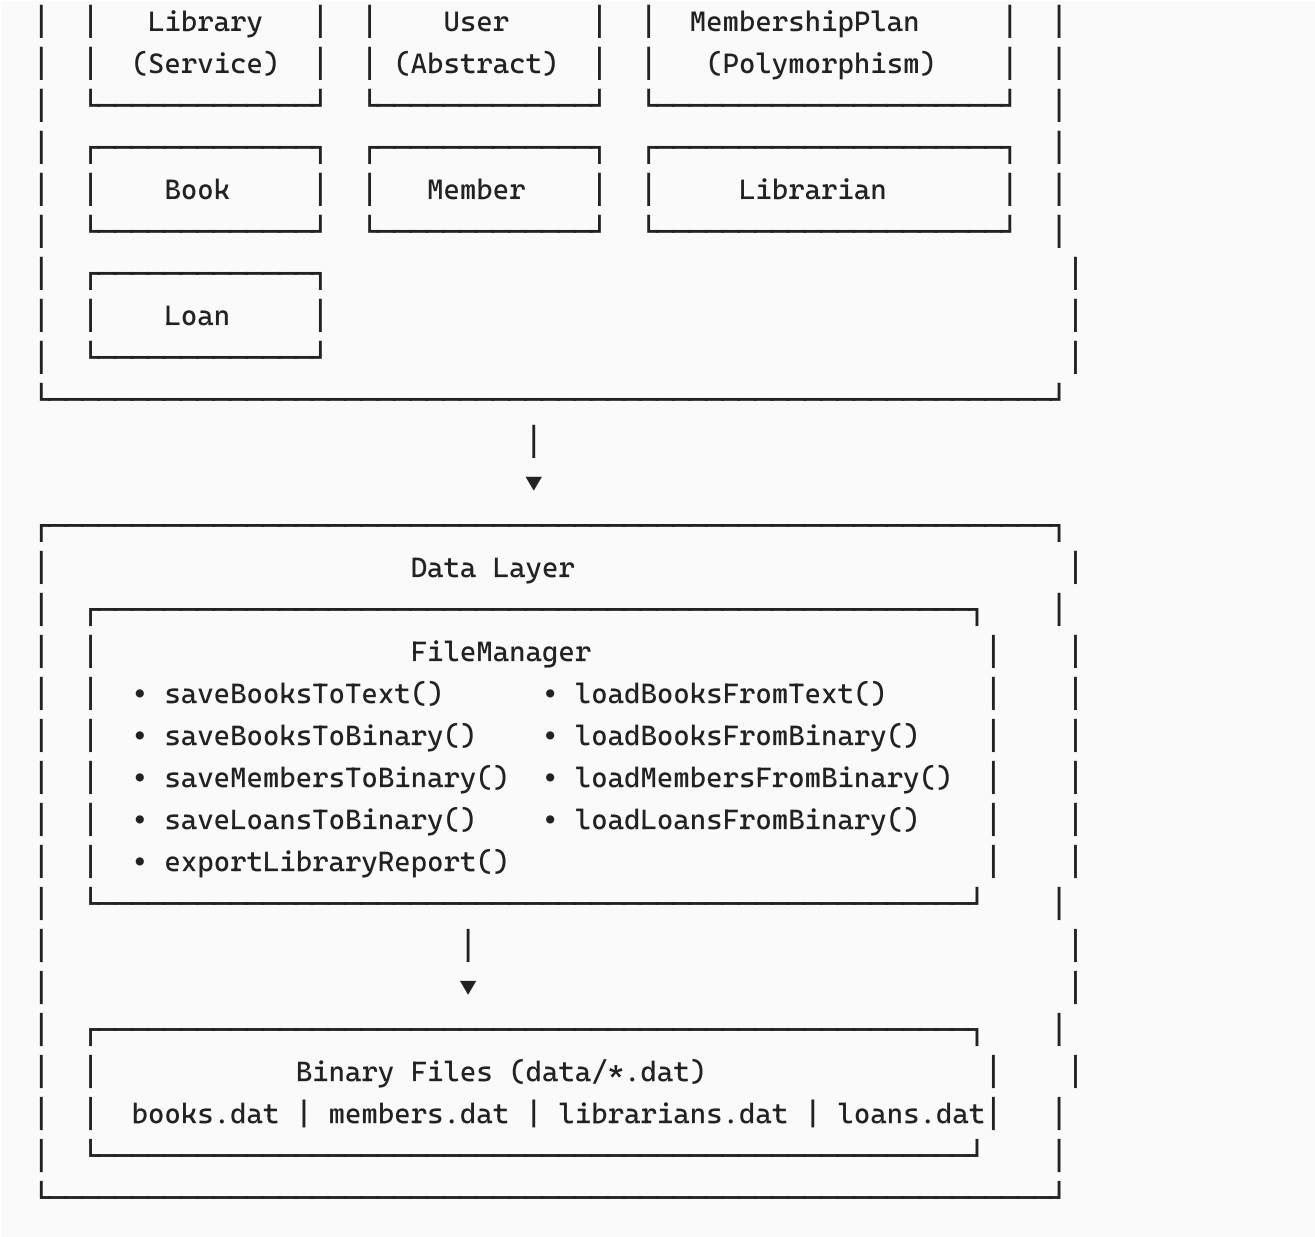 Library User MembershipPlan
(Service) (Abstract) (Polymorphism)
Book Member Librarian
Loan
Data Layer
FileManager
• saveBooksToText() • loadBooksFromText()
• saveBooksToBinary() • loadBooksFromBinary()
• saveMembersToBinary() • loadMembersFromBinary()
• saveLoansToBinary() • loadLoansFromBinary()
• exportLibraryReport()
Binary Files (data/*.dat)
books.dat | members.dat | librarians.dat | loans.dat